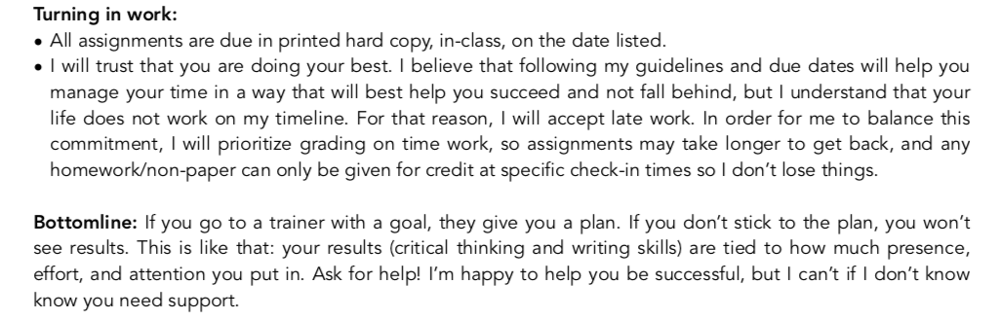 Turning in work:
• All assignments are due in printed hard copy, in-class, on the date listed.
• I will trust that you are doing your best. I believe that following my guidelines and due dates will help you
manage your time in a way that will best help you succeed and not fall behind, but I understand that your
life does not work on my timeline. For that reason, I will accept late work. In order for me to balance this
commitment, I will prioritize grading on time work, so assignments may take longer to get back, and any
homework/non-paper can only be given for credit at specific check-in times so I don't lose things.
Bottomline: If you go to a trainer with a goal, they give you a plan. If you don't stick to the plan, you won't
see results. This is like that: your results (critical thinking and writing skills) are tied to how much presence,
effort, and attention you put in. Ask for help! I'm happy to help you be successful, but I can't if I don't know
know you need support.